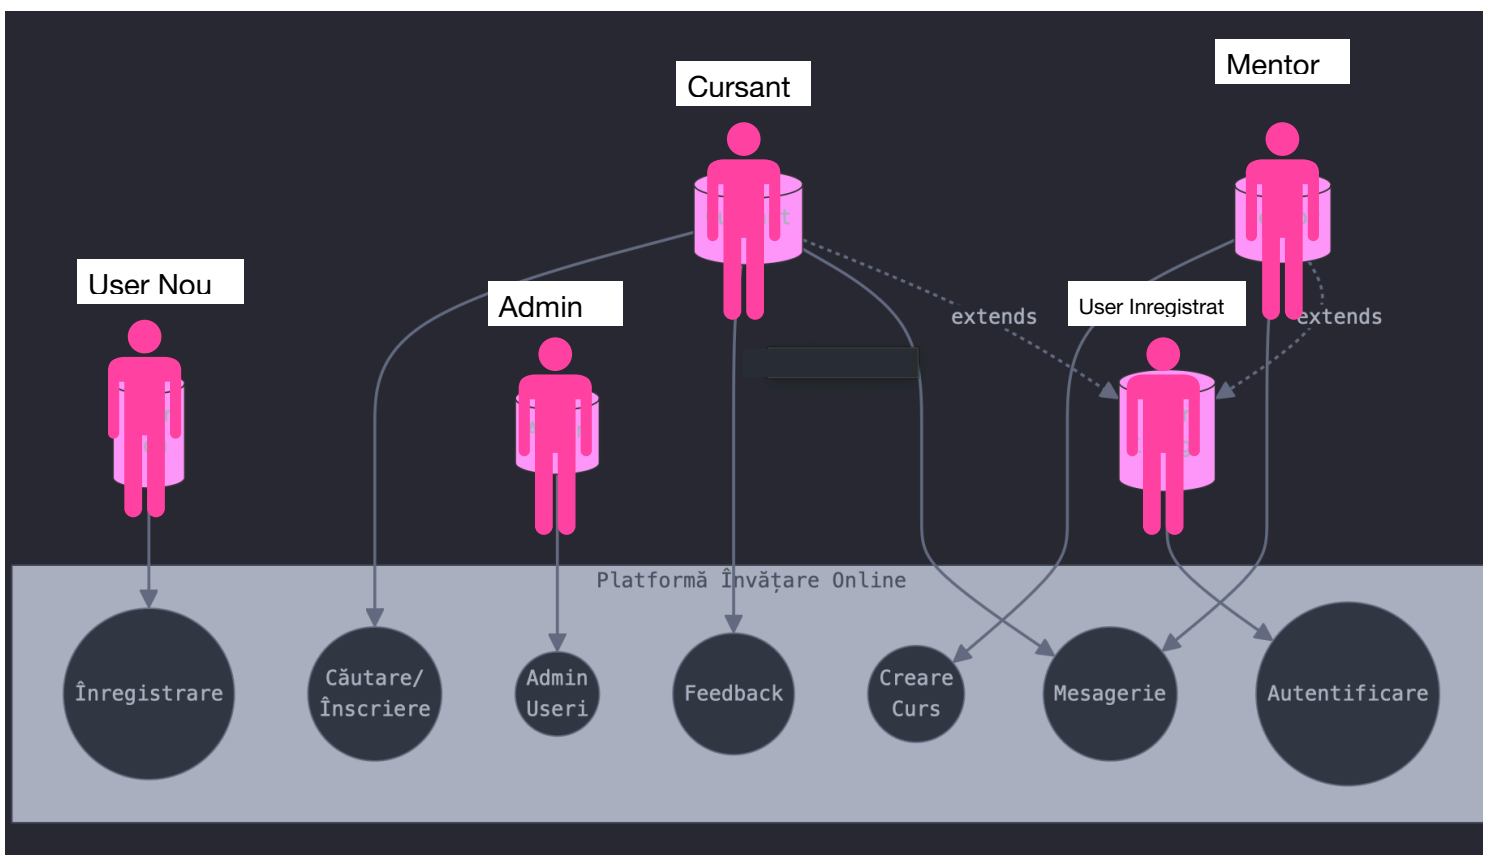 Mentor
Cursant
User Nou
Admin
User Inregistrat
extends
extends
Platformă Învățare Online
Înregistrare
Căutare/
Înscriere
Admin
Useri
Feedback
Creare
Curs
Mesagerie
Autentificare